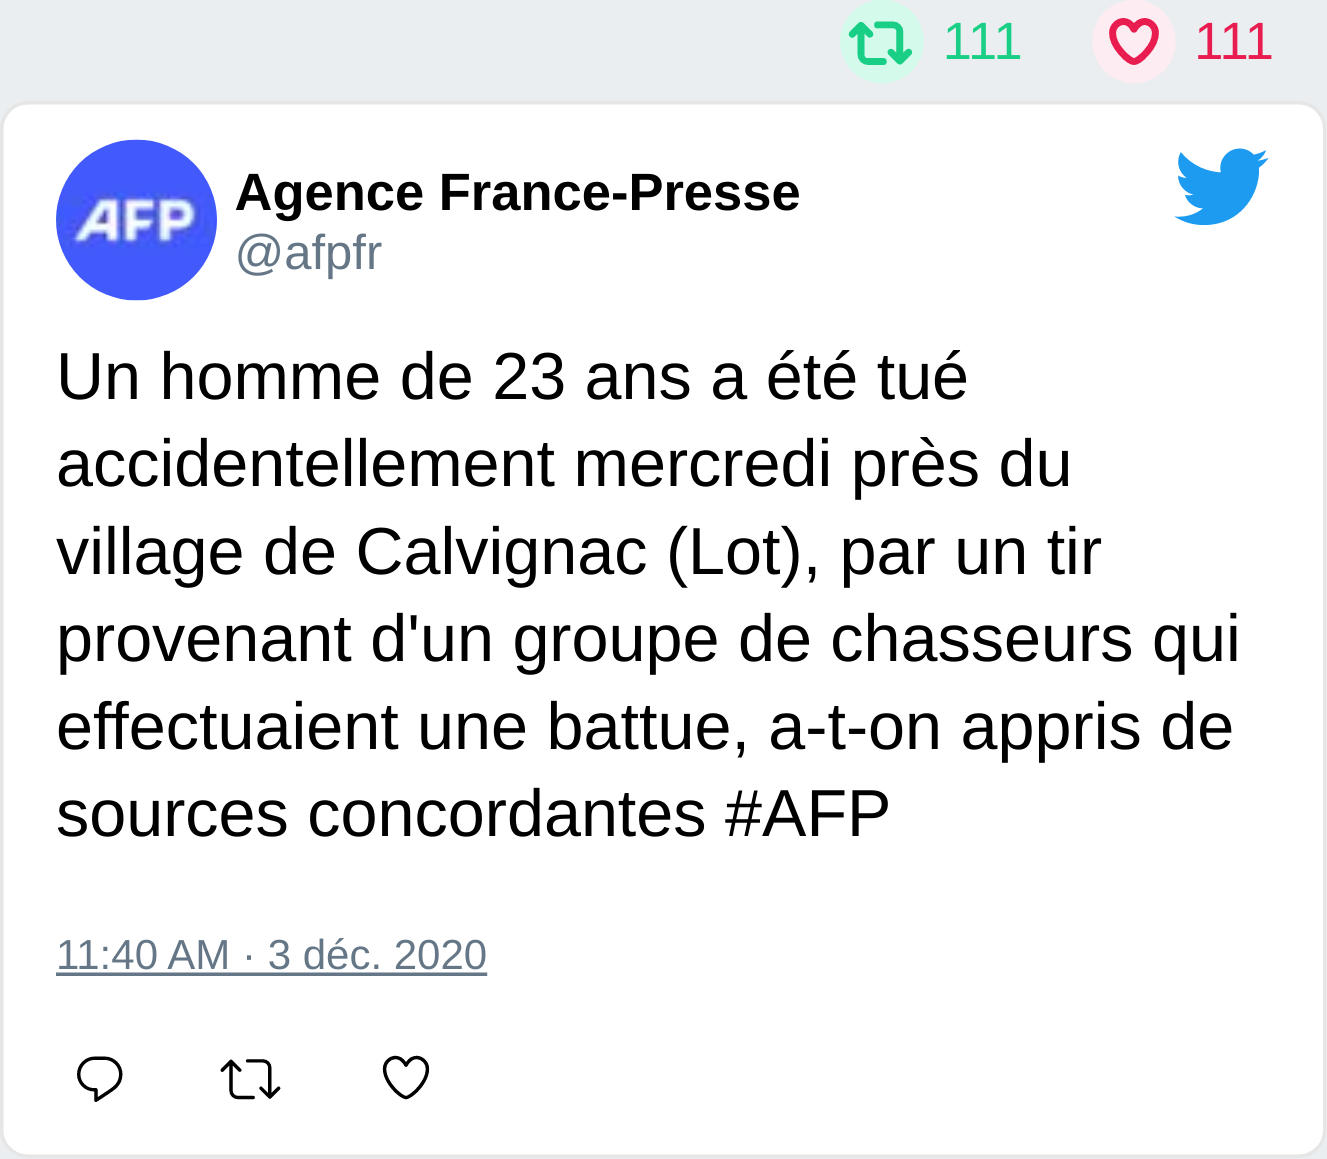 111 111
AFP
Agence France-Presse
@afpfr
Un homme de 23 ans a été tué
accidentellement mercredi près du
village de Calvignac (Lot), par un tir
provenant d'un groupe de chasseurs qui
effectuaient une battue, a-t-on appris de
sources concordantes #AFP
11:40 AM · 3 déc. 2020